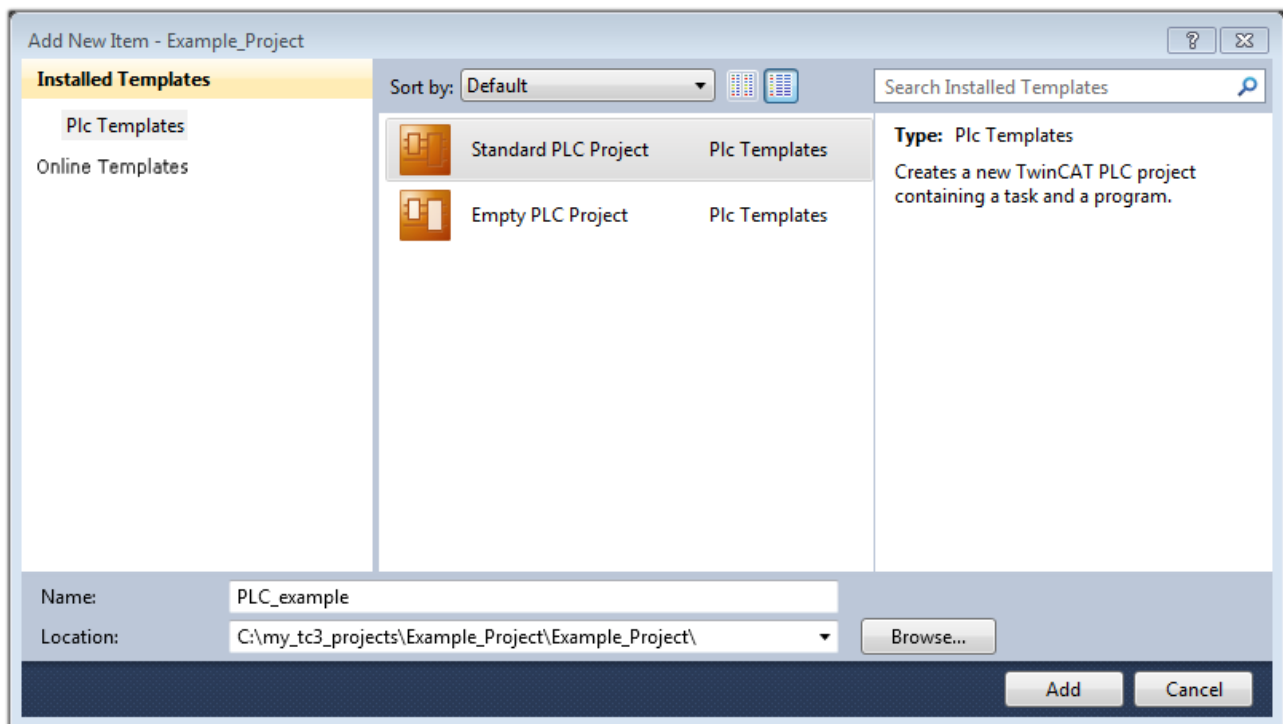 Add New Item - Example_Project
Installed Templates
Plc Templates
Online Templates
Sort by: Default
Search Installed Templates
Standard PLC Project Plc Templates
Empty PLC Project Plc Templates
Type: Plc Templates
Creates a new TwinCAT PLC project
containing a task and a program.
Name: PLC_example
Location: C:\my_tc3_projects\Example_Project\Example_Project\ Browse...
Add Cancel